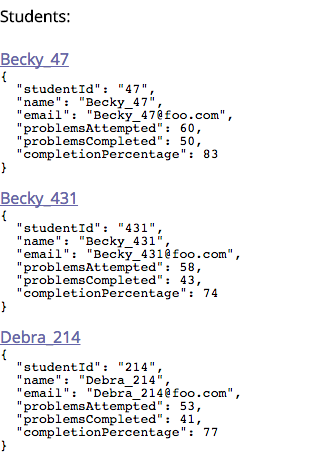 Students:
Becky_47
{
  "studentId": "47",
  "name": "Becky_47",
  "email": "Becky_47@foo.com",
  "problemsAttempted": 60,
  "problemsCompleted": 50,
  "completionPercentage": 83
}
Becky_431
{
  "studentId": "431",
  "name": "Becky_431",
  "email": "Becky_431@foo.com",
  "problemsAttempted": 58,
  "problemsCompleted": 43,
  "completionPercentage": 74
}
Debra_214
{
  "studentId": "214",
  "name": "Debra_214",
  "email": "Debra_214@foo.com",
  "problemsAttempted": 53,
  "problemsCompleted": 41,
  "completionPercentage": 77
}